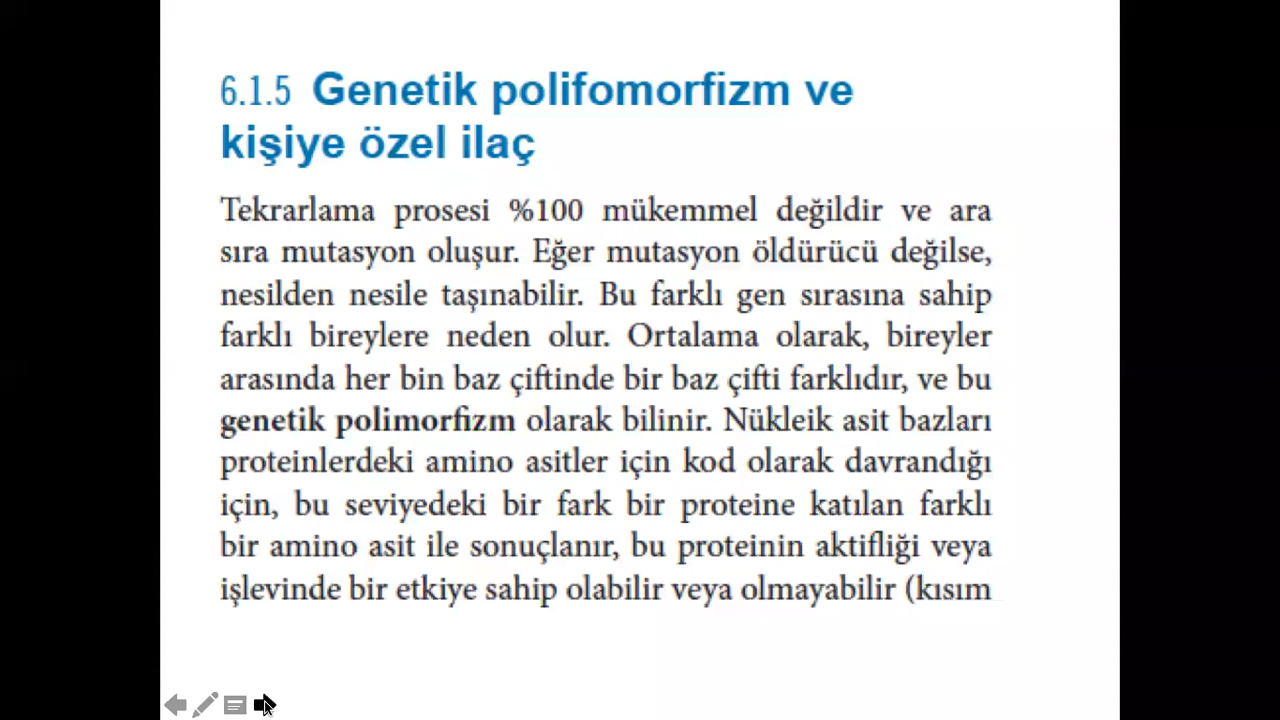 6.1.5 Genetik polifomorfizm ve
kişiye özel ilaç
Tekrarlama prosesi %100 mükemmel değildir ve ara
sıra mutasyon oluşur. Eğer mutasyon öldürücü değilse,
nesilden nesile taşınabilir. Bu farklı gen sırasına sahip
farklı bireylere neden olur. Ortalama olarak, bireyler
arasında her bin baz çiftinde bir baz çifti farklıdır, ve bu
genetik polimorfizm olarak bilinir. Nükleik asit bazları
proteinlerdeki amino asitler için kod olarak davrandığı
için, bu seviyedeki bir fark bir proteine katılan farklı
bir amino asit ile sonuçlanır, bu proteinin aktifliği veya
işlevinde bir etkiye sahip olabilir veya olmayabilir (kısım